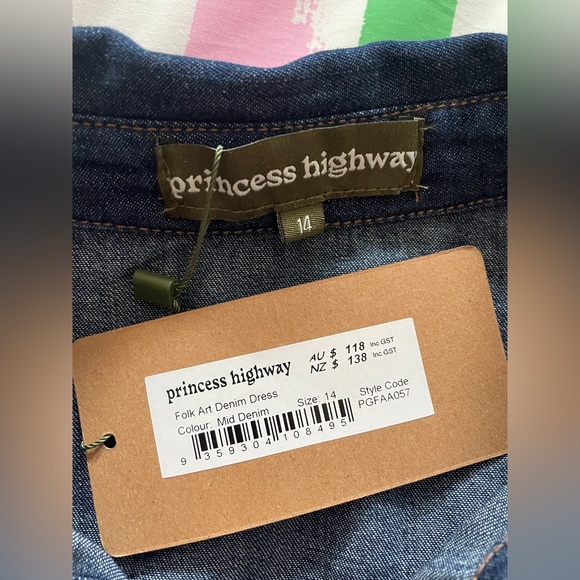 princess highway
14
princess highway
AU $ 118 Inc GST
NZ $ 138 Inc GST
Folk Art Denim Dress
Colour: Mid Denim Size: 14
Style Code
PGFAA057
9 359304 108495